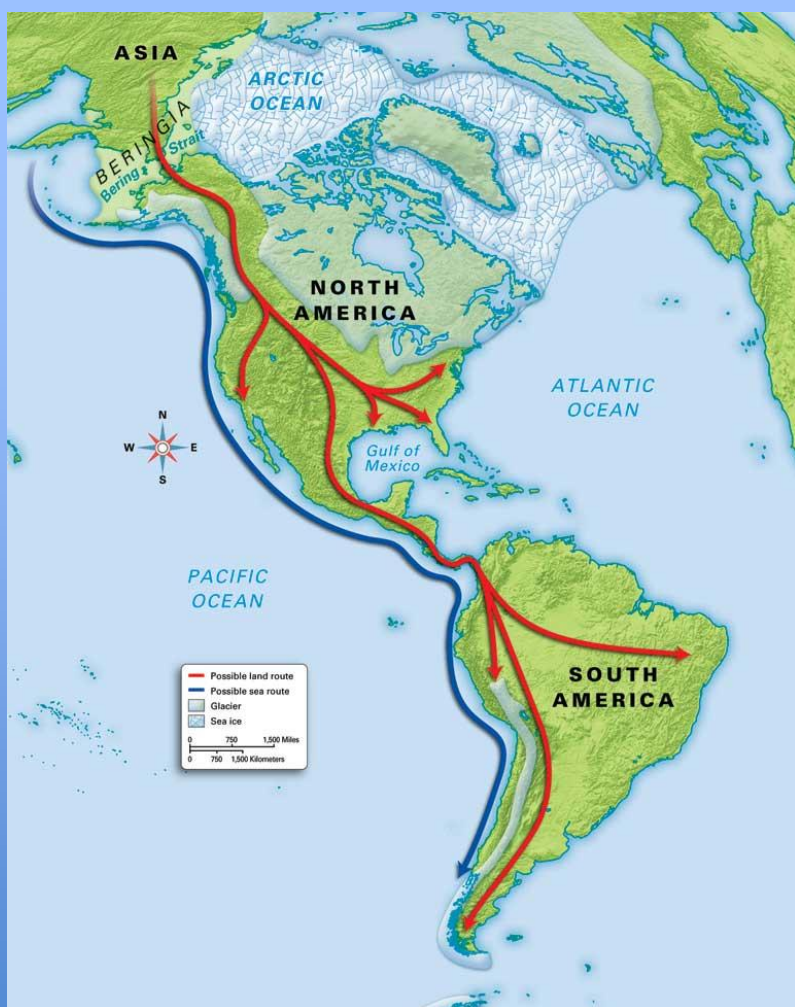 ASIA
ARCTIC
OCEAN
BERINGIA
Bering Strait
NORTH
AMERICA
ATLANTIC
OCEAN
N
W E
S
Gulf of
Mexico
PACIFIC
OCEAN
SOUTH
AMERICA
Possible land route
Possible sea route
Glacier
Sea ice
0 750 1,500 Miles
0 750 1,500 Kilometers